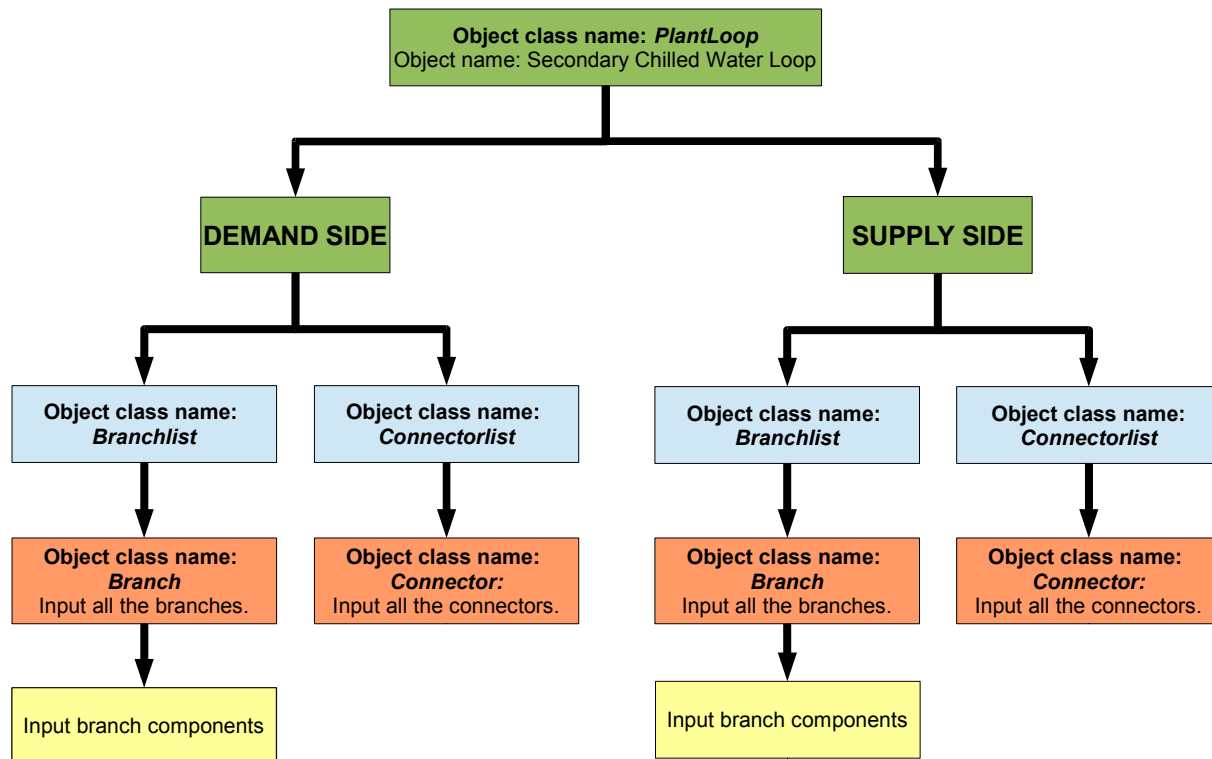 Object class name: PlantLoop
Object name: Secondary Chilled Water Loop
DEMAND SIDE
SUPPLY SIDE
Object class name:
Branchlist
Object class name:
Connectorlist
Object class name:
Branchlist
Object class name:
Connectorlist
Object class name:
Branch
Input all the branches.
Object class name:
Connector:
Input all the connectors.
Object class name:
Branch
Input all the branches.
Object class name:
Connector:
Input all the connectors.
Input branch components
Input branch components